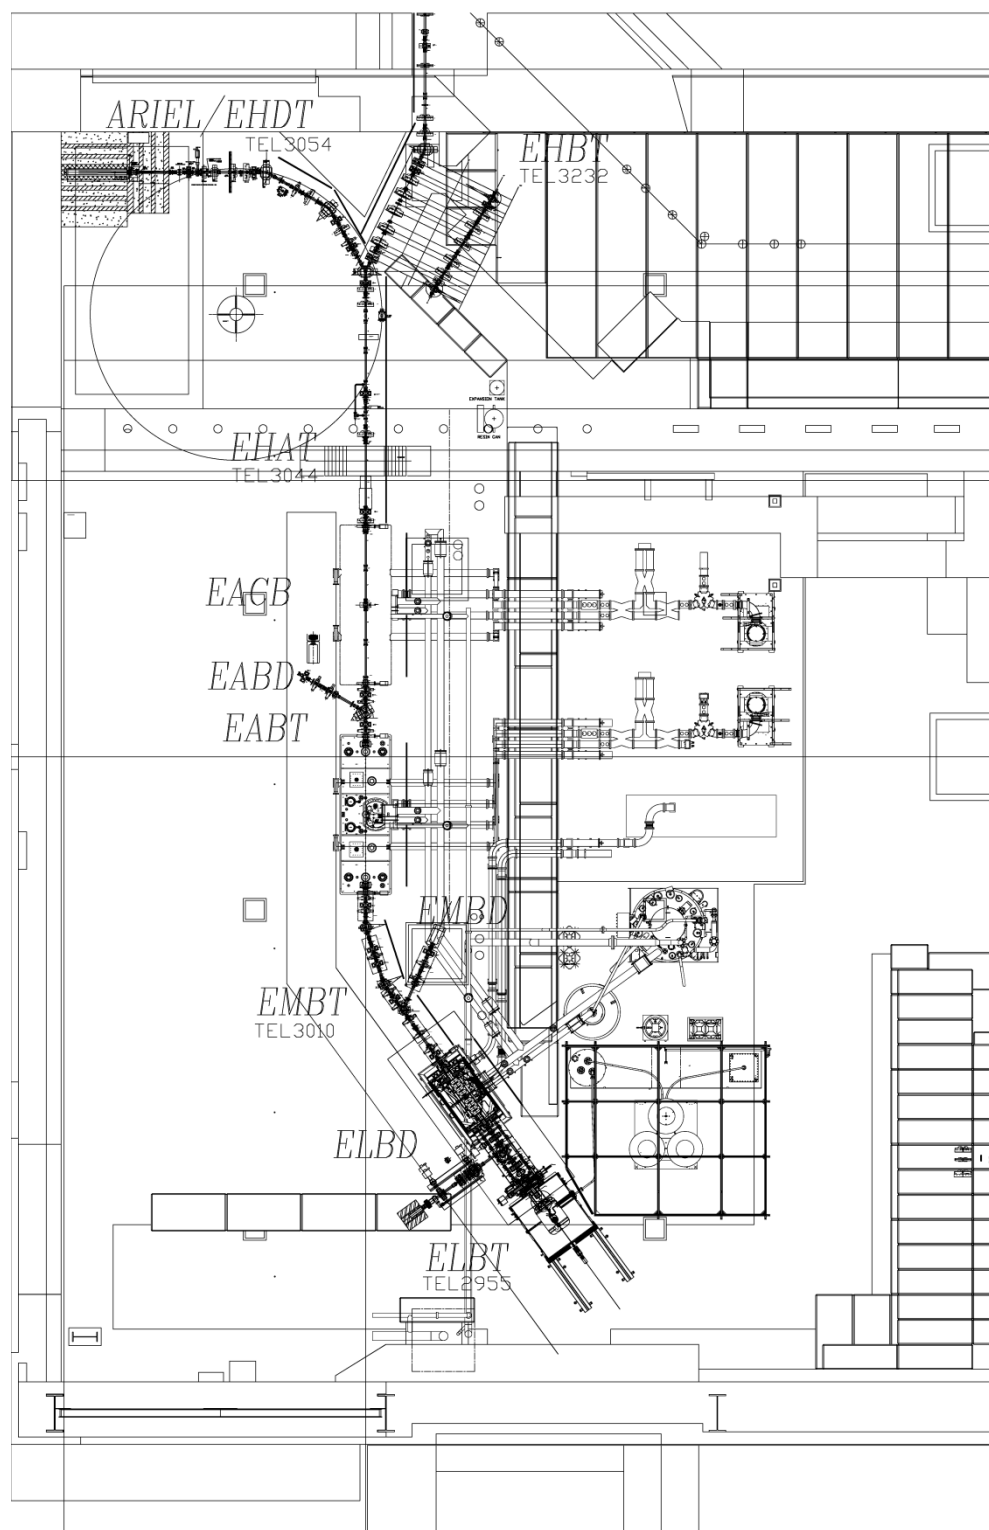 ARIEL/EHDT
TEL3054
EHBT
TEL3232
EXPANSION TANK
RESIN CAN
EHAT
TEL3044
EACB
EABD
EABT
EMBD
EMBT
TEL3010
ELBD
ELBT
TEL2955